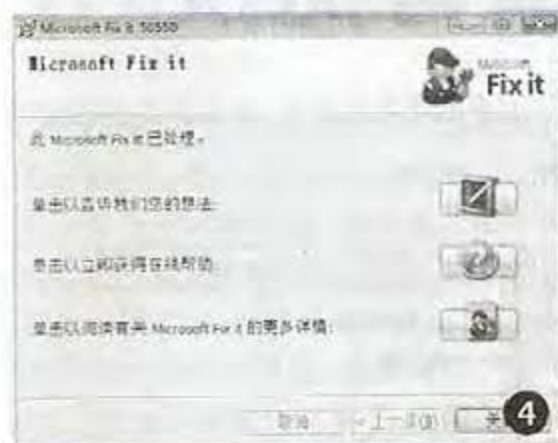 Microsoft Fix it 50550
Microsoft Fix it
Microsoft
Fix it
此 Microsoft Fix it 已处理。
单击以告诉我们您的想法:
单击以立即获得在线帮助:
单击以阅读有关 Microsoft Fix it 的更多详情:
取消
<上一步(B)
关
4